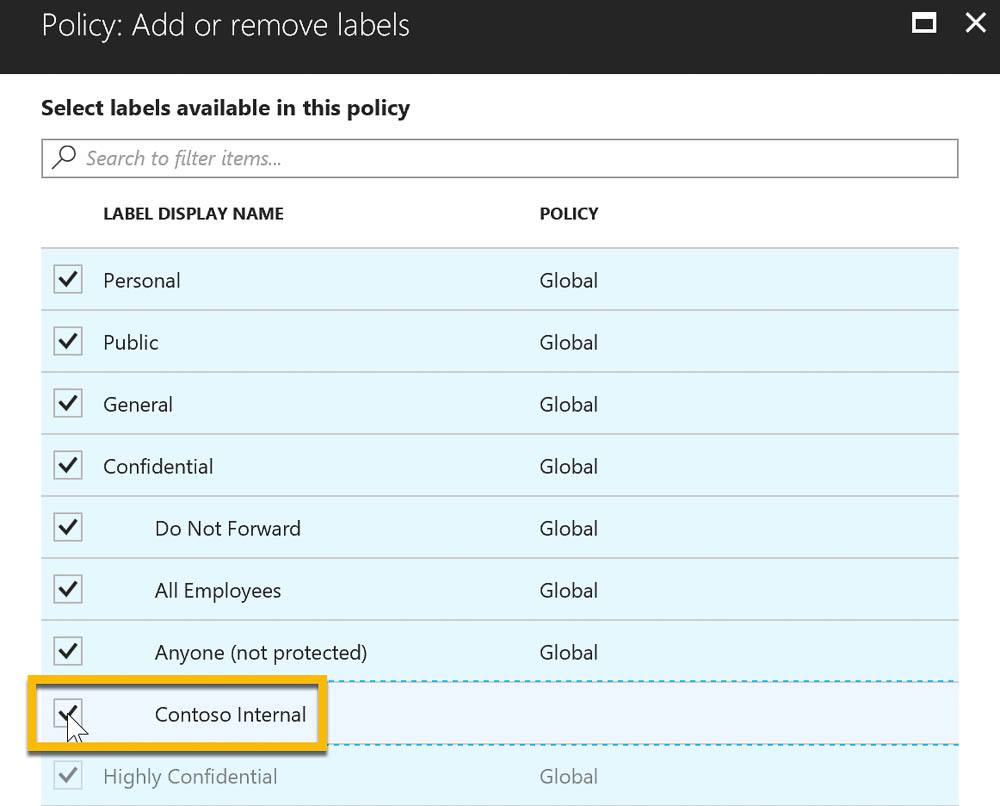 Policy: Add or remove labels
Select labels available in this policy
Search to filter items...
LABEL DISPLAY NAME POLICY
Personal Global
Public Global
General Global
Confidential Global
Do Not Forward Global
All Employees Global
Anyone (not protected) Global
Contoso Internal
Highly Confidential Global